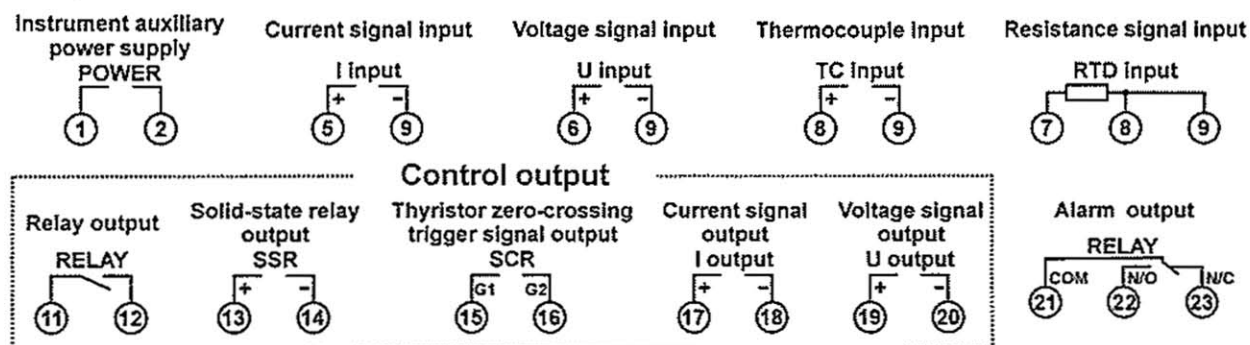 Instrument auxiliary
power supply
POWER
1 2
Current signal input
I input
+ −
5 9
Voltage signal input
U input
+ −
6 9
Thermocouple input
TC input
+ −
8 9
Resistance signal input
RTD input
7 8 9
Control output
Relay output
RELAY
11 12
Solid-state relay
output
SSR
+ −
13 14
Thyristor zero-crossing
trigger signal output
SCR
G1 G2
15 16
Current signal
output
I output
+ −
17 18
Voltage signal
output
U output
+ −
19 20
Alarm output
RELAY
COM N/O N/C
21 22 23